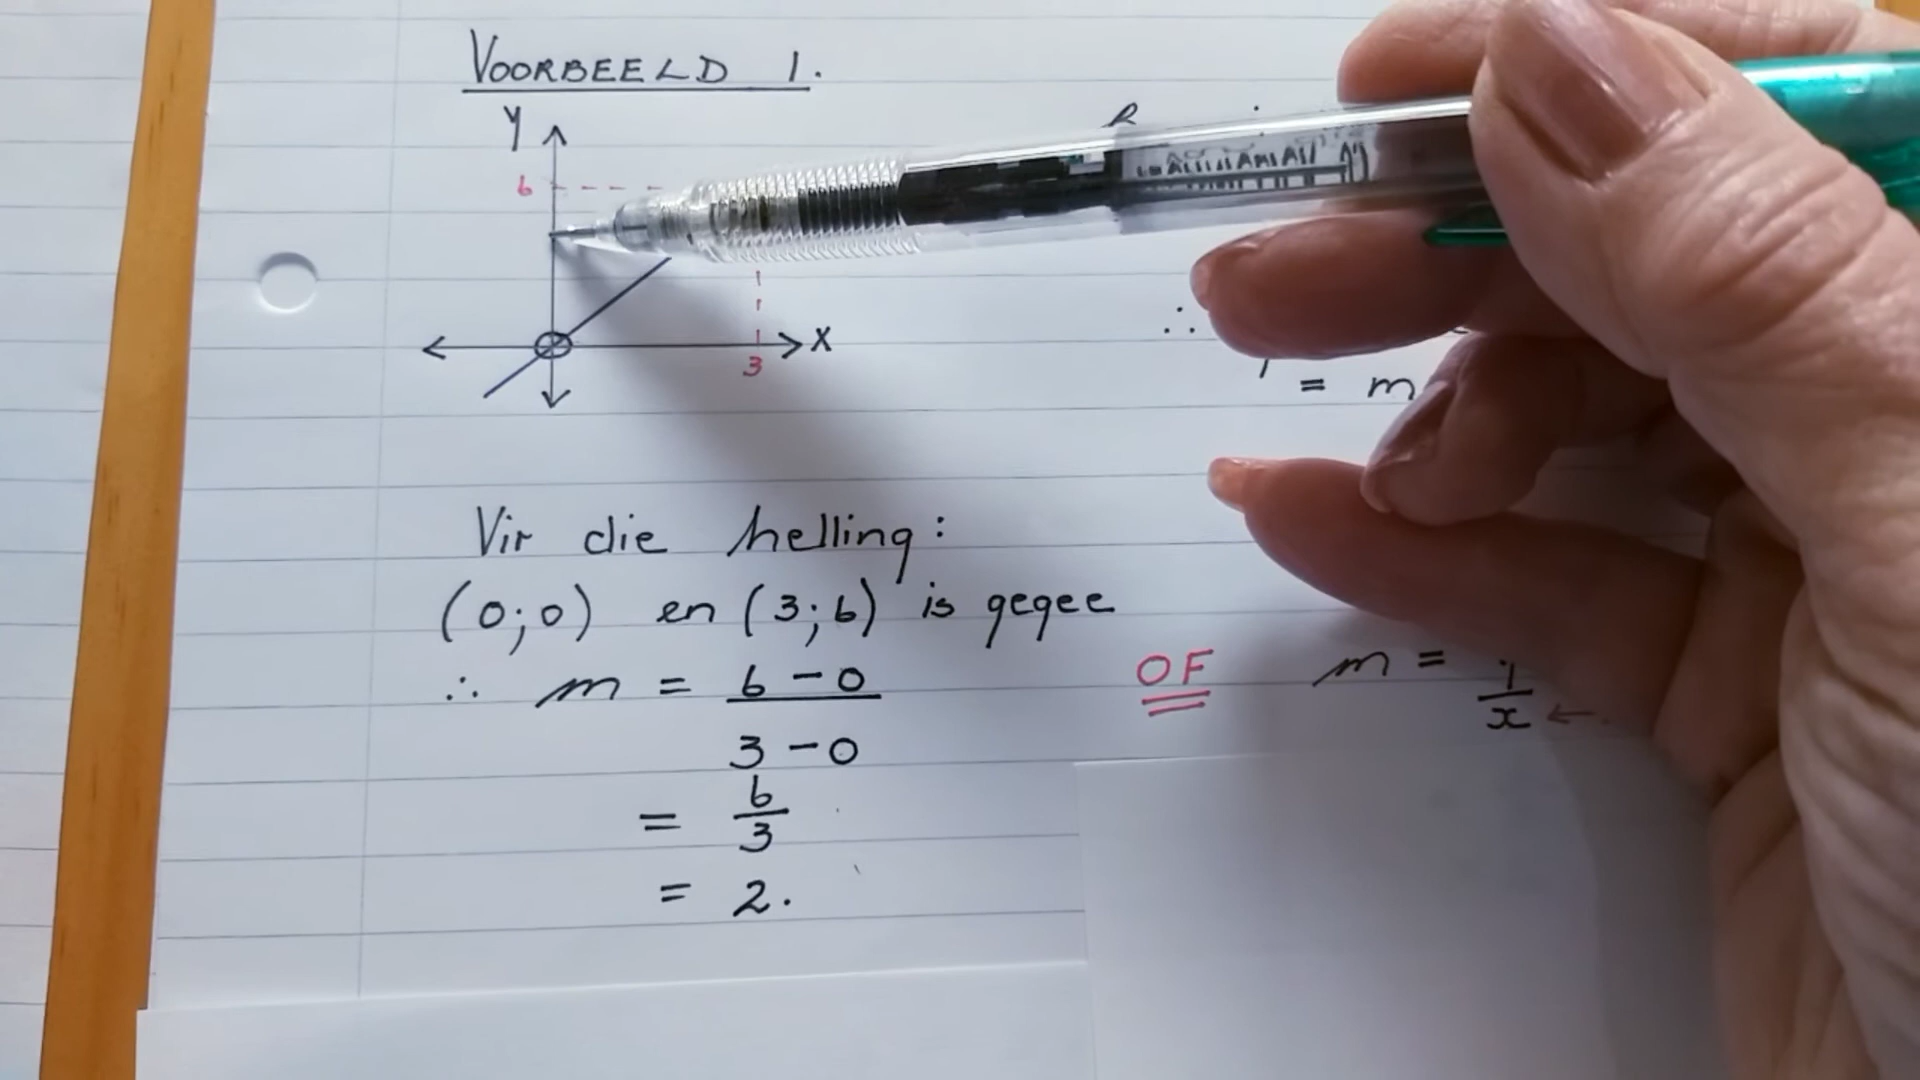 VOORBEELD 1.
Y
6
X
3
∴
= m
Vir die helling:
(0;0) en (3;6) is gegee
∴ m = 6 - 0
3 - 0
= 6
3
= 2.
OF m =
x ←